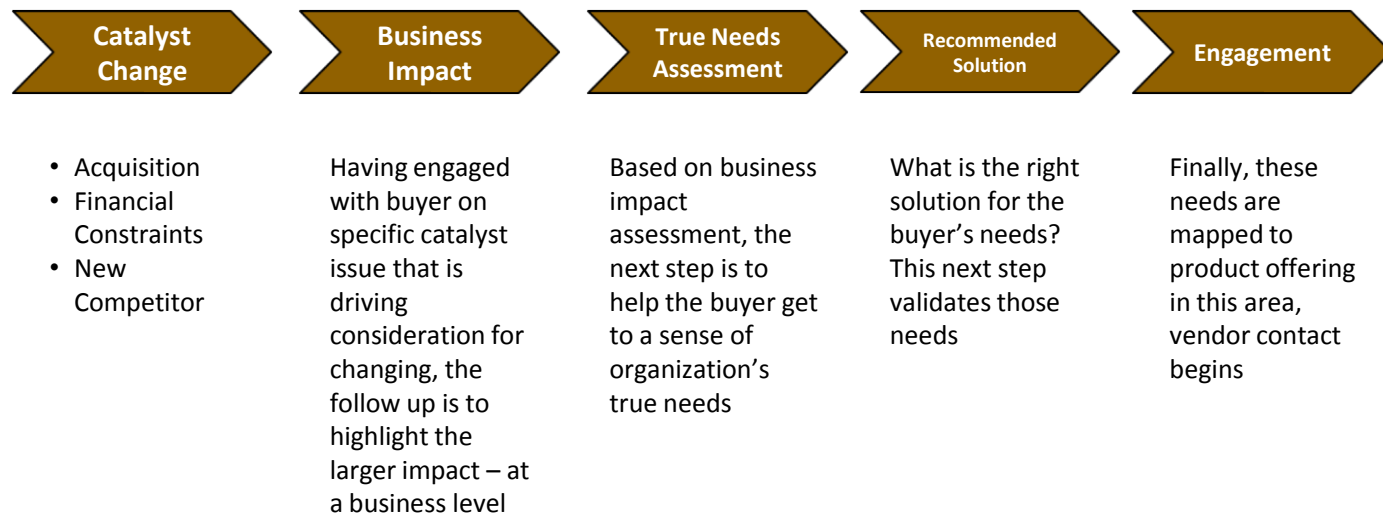 Catalyst
Change
Business
Impact
True Needs
Assessment
Recommended
Solution
Engagement
• Acquisition
• Financial
Constraints
• New
Competitor
Having engaged
with buyer on
specific catalyst
issue that is
driving
consideration for
changing, the
follow up is to
highlight the
larger impact – at
a business level
Based on business
impact
assessment, the
next step is to
help the buyer get
to a sense of
organization’s
true needs
What is the right
solution for the
buyer’s needs?
This next step
validates those
needs
Finally, these
needs are
mapped to
product offering
in this area,
vendor contact
begins